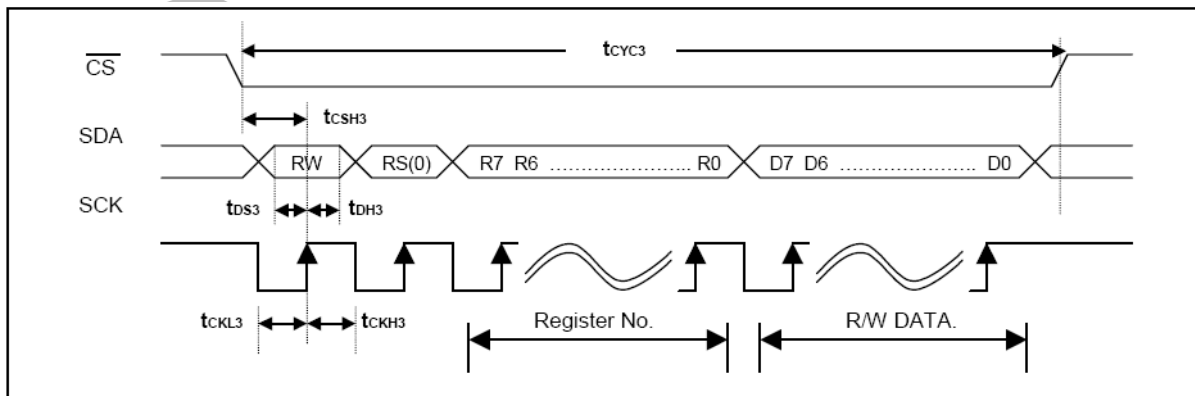 tCYC3
CS
tCSH3
SDA
RW RS(0) R7 R6 ........................ R0 D7 D6 ........................ D0
SCK
tDS3 tDH3
tCKL3 tCKH3 Register No. R/W DATA.